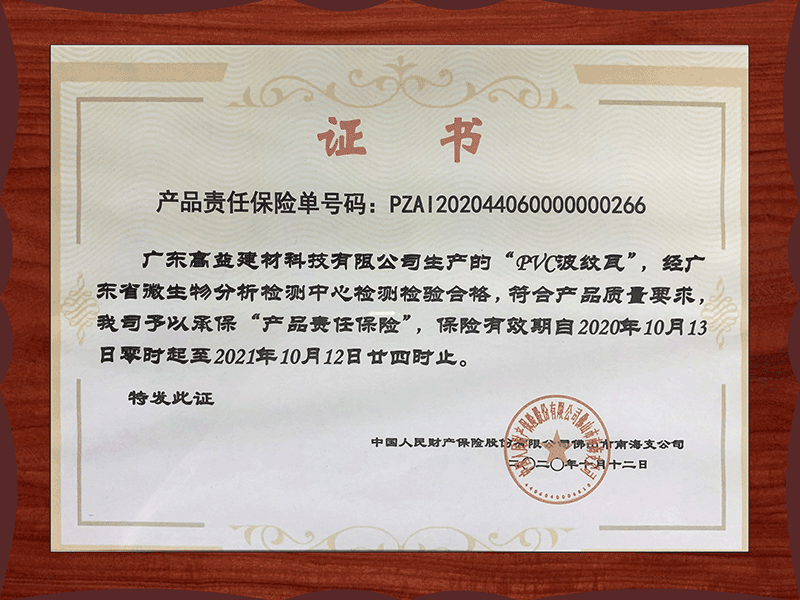 证 书
产品责任保险单号码：PZAI202044060000000266
广东高益建材科技有限公司生产的“PVC波纹瓦”，经广
东省微生物分析检测中心检测检验合格，符合产品质量要求，
我司予以承保“产品责任保险”，保险有效期自2020年10月13
日零时起至2021年10月12日廿四时止。
特发此证
中国人民财产保险股份有限公司佛山市南海支公司
二〇二〇年十月十二日